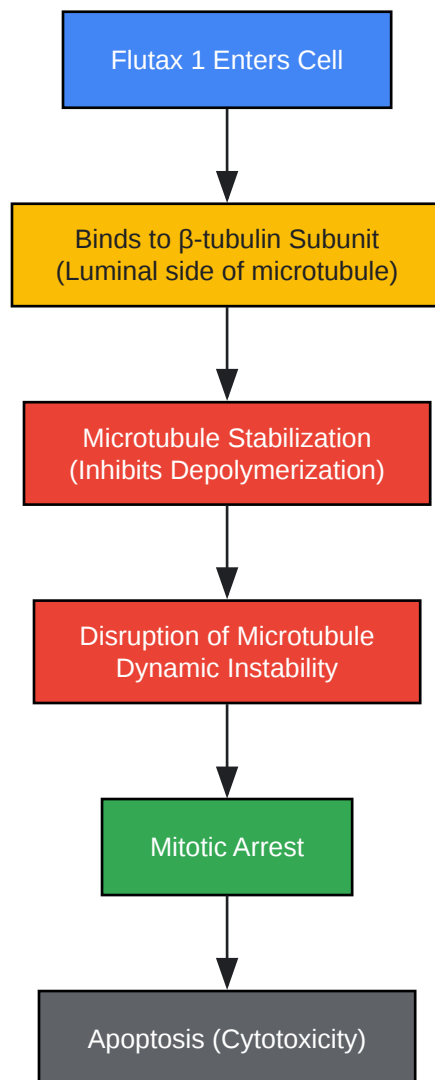 Flutax 1 Enters Cell
Binds to β-tubulin Subunit
(Luminal side of microtubule)
Microtubule Stabilization
(Inhibits Depolymerization)
Disruption of Microtubule
Dynamic Instability
Mitotic Arrest
Apoptosis (Cytotoxicity)